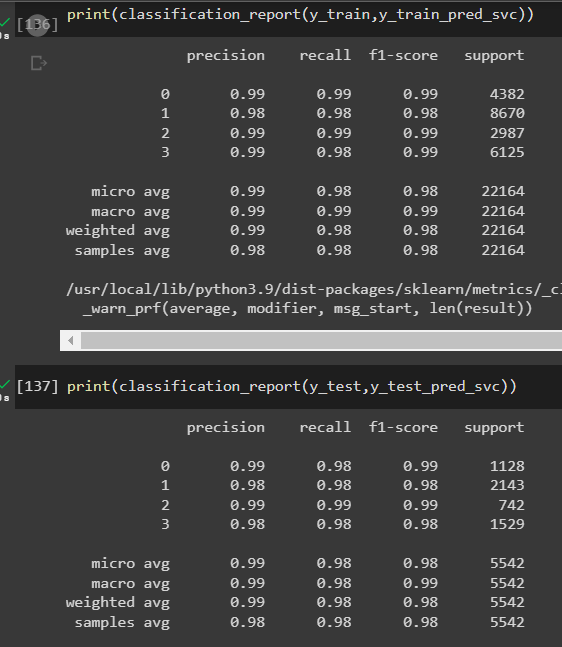 [136] print(classification_report(y_train,y_train_pred_svc))
precision recall f1-score support
0 0.99 0.99 0.99 4382
1 0.98 0.98 0.98 8670
2 0.99 0.99 0.99 2987
3 0.99 0.98 0.99 6125
micro avg 0.99 0.98 0.98 22164
macro avg 0.99 0.98 0.99 22164
weighted avg 0.99 0.98 0.98 22164
samples avg 0.98 0.98 0.98 22164
/usr/local/lib/python3.9/dist-packages/sklearn/metrics/_cl
_warn_prf(average, modifier, msg_start, len(result))
[137] print(classification_report(y_test,y_test_pred_svc))
precision recall f1-score support
0 0.99 0.98 0.99 1128
1 0.98 0.98 0.98 2143
2 0.99 0.99 0.99 742
3 0.98 0.98 0.98 1529
micro avg 0.99 0.98 0.98 5542
macro avg 0.99 0.98 0.99 5542
weighted avg 0.99 0.98 0.98 5542
samples avg 0.98 0.98 0.98 5542